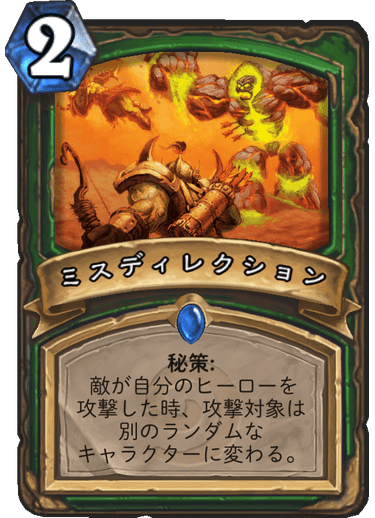 2
ミスディレクション
秘策:
敵が自分のヒーローを
攻撃した時、攻撃対象は
別のランダムな
キャラクターに変わる。